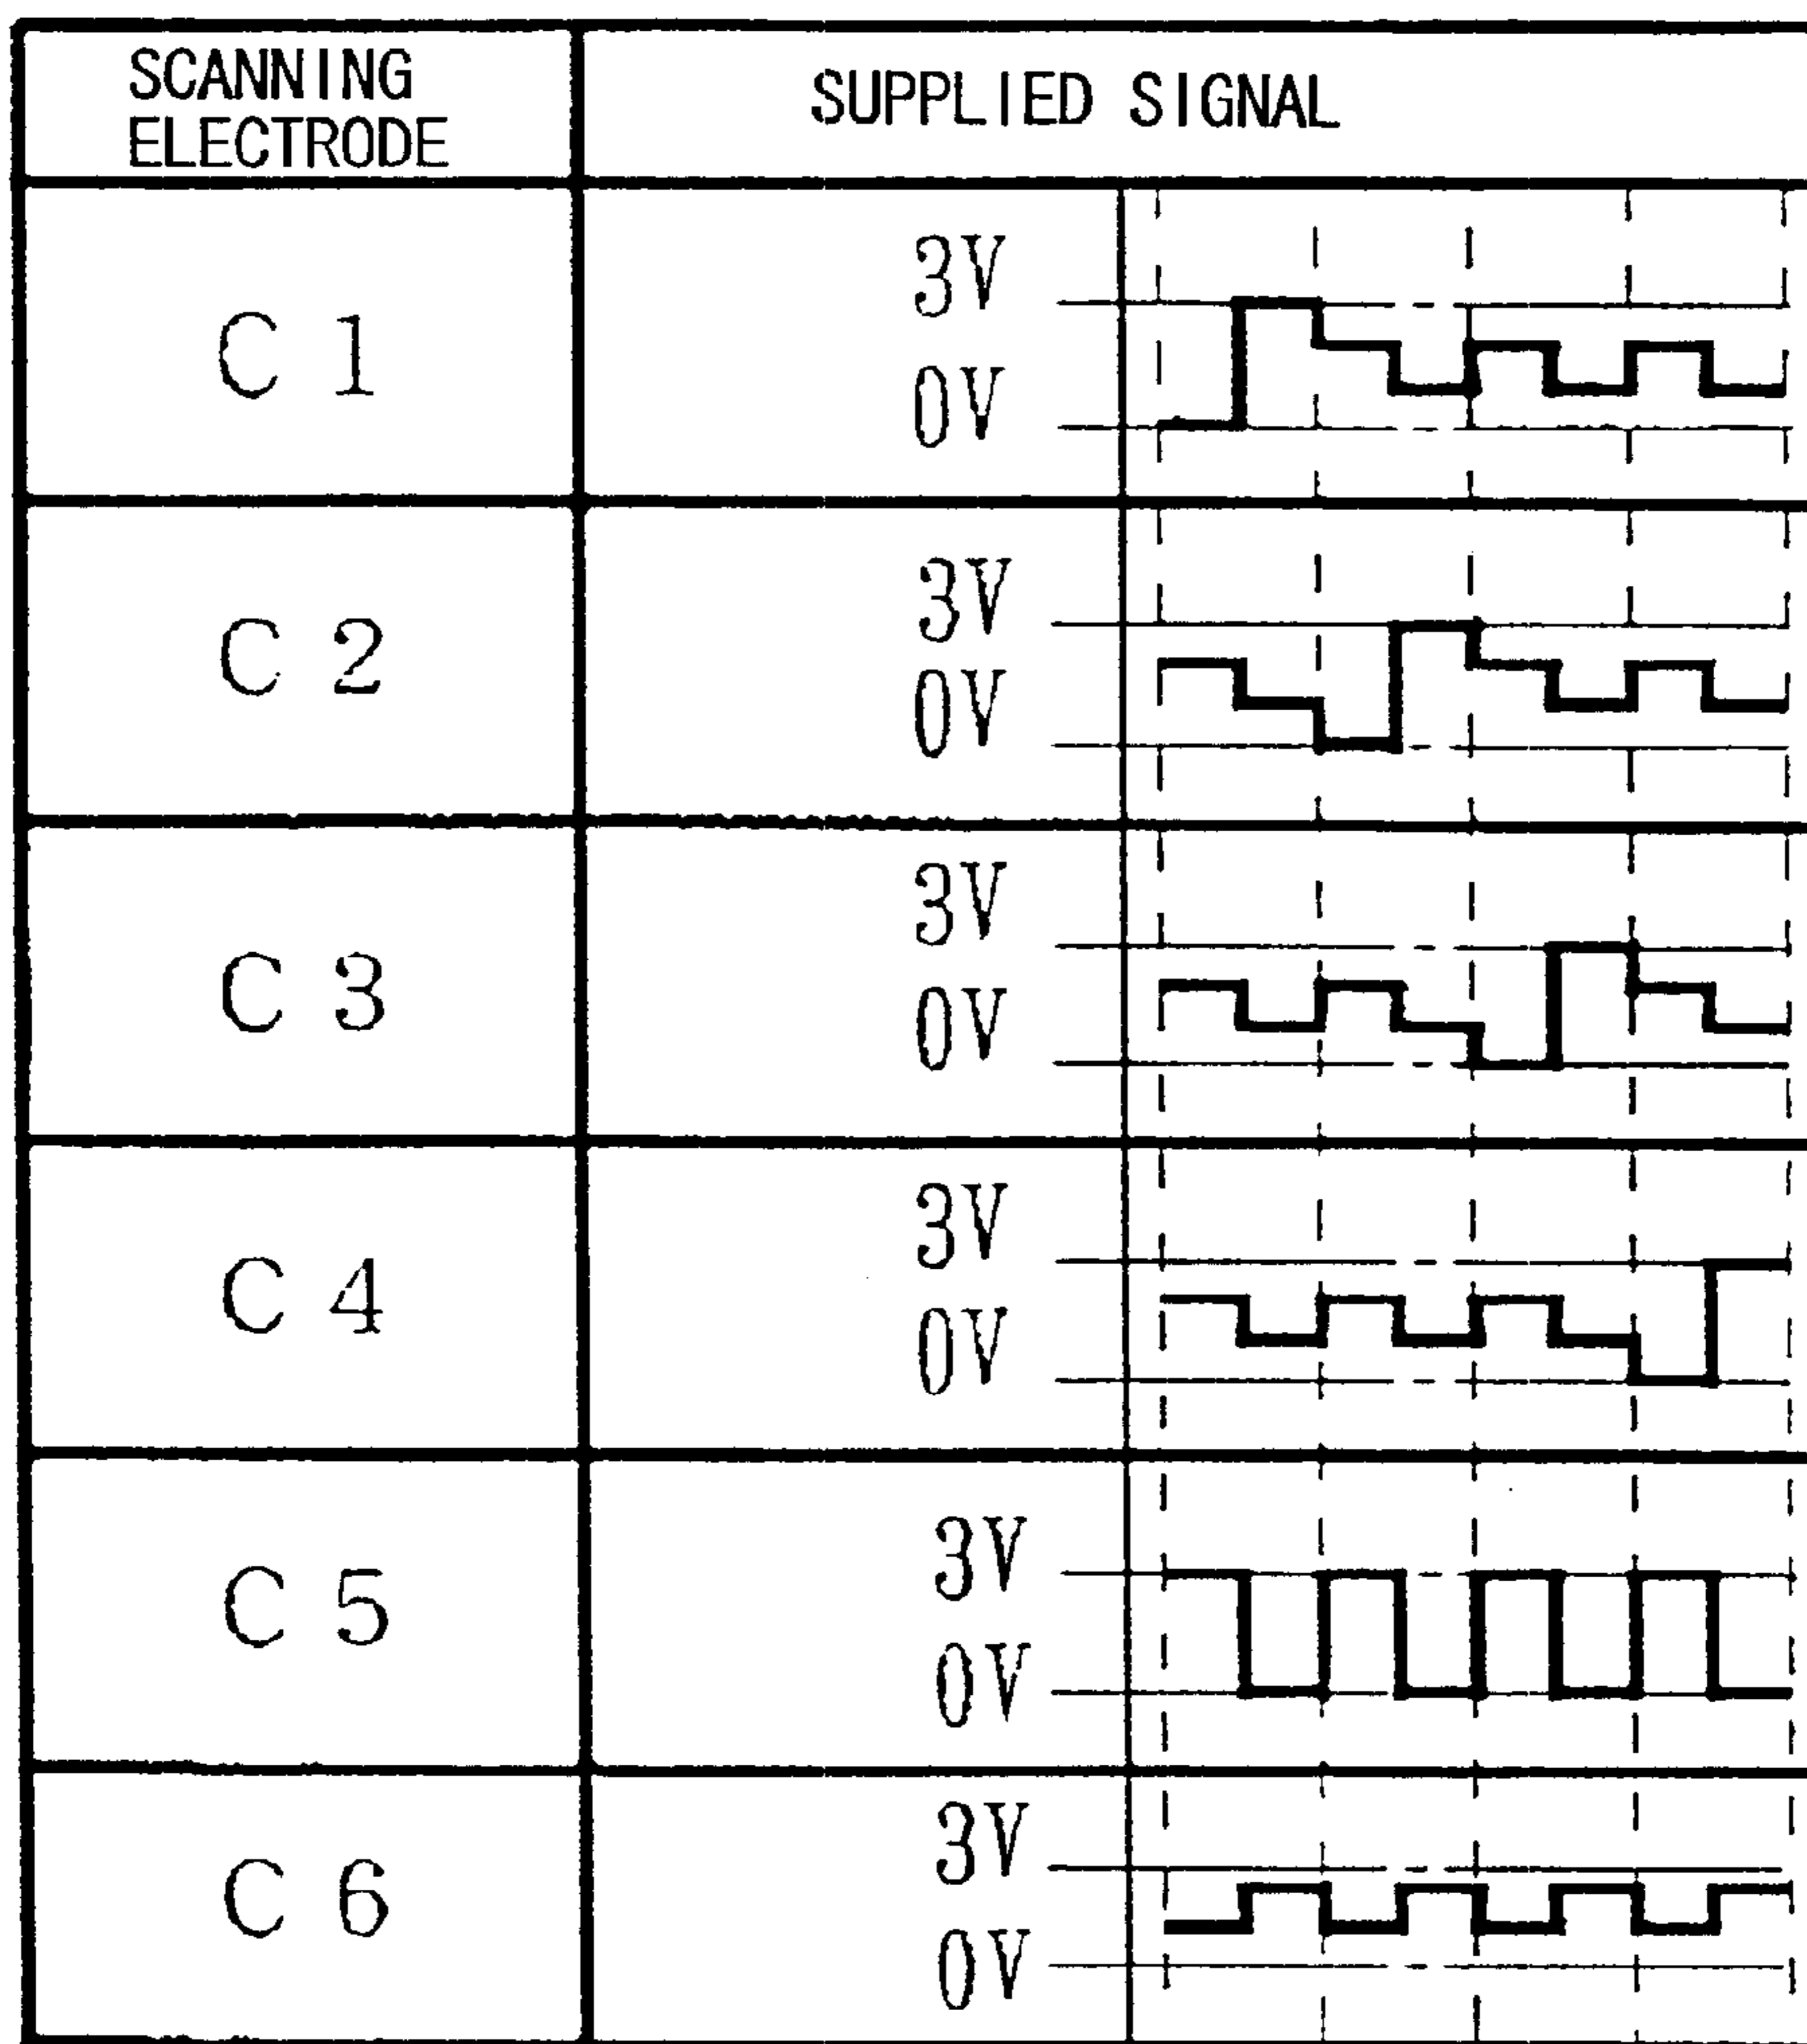 SCANNING
ELECTRODE
SUPPLIED SIGNAL
C 1
3V
0V
C 2
3V
0V
C 3
3V
0V
C 4
3V
0V
C 5
3V
0V
C 6
3V
0V